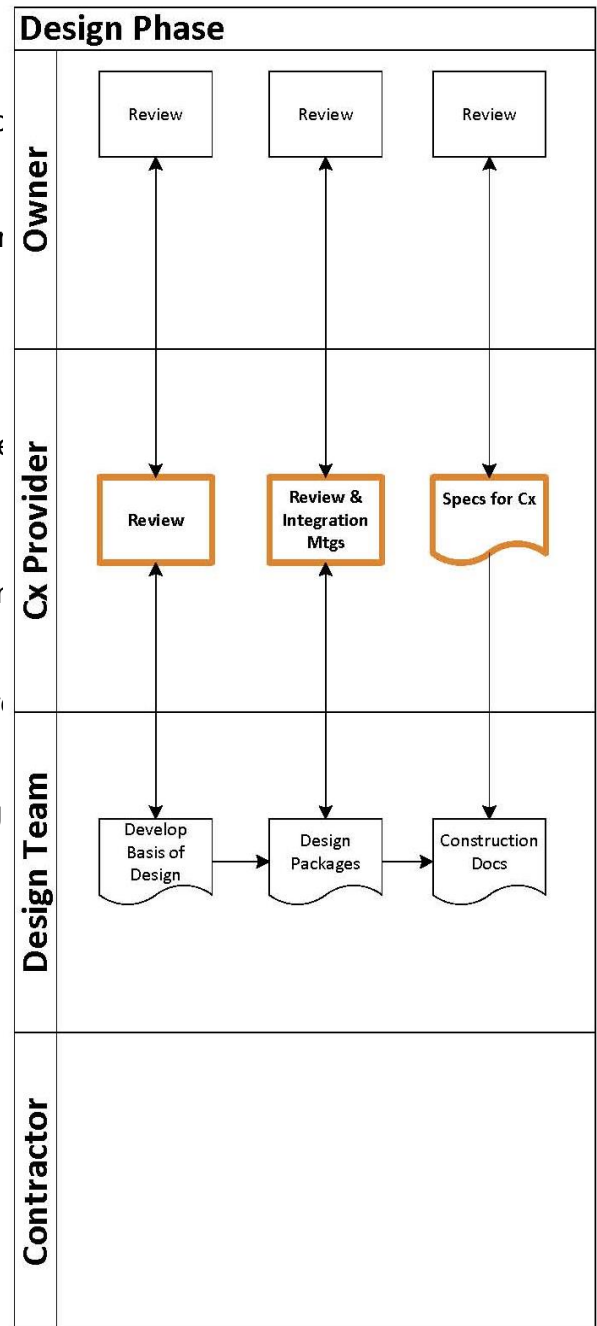 Design Phase
Owner
Review
Review
Review
Cx Provider
Review
Review &
Integration
Mtgs
Specs for Cx
Design Team
Develop
Basis of
Design
Design
Packages
Construction
Docs
Contractor